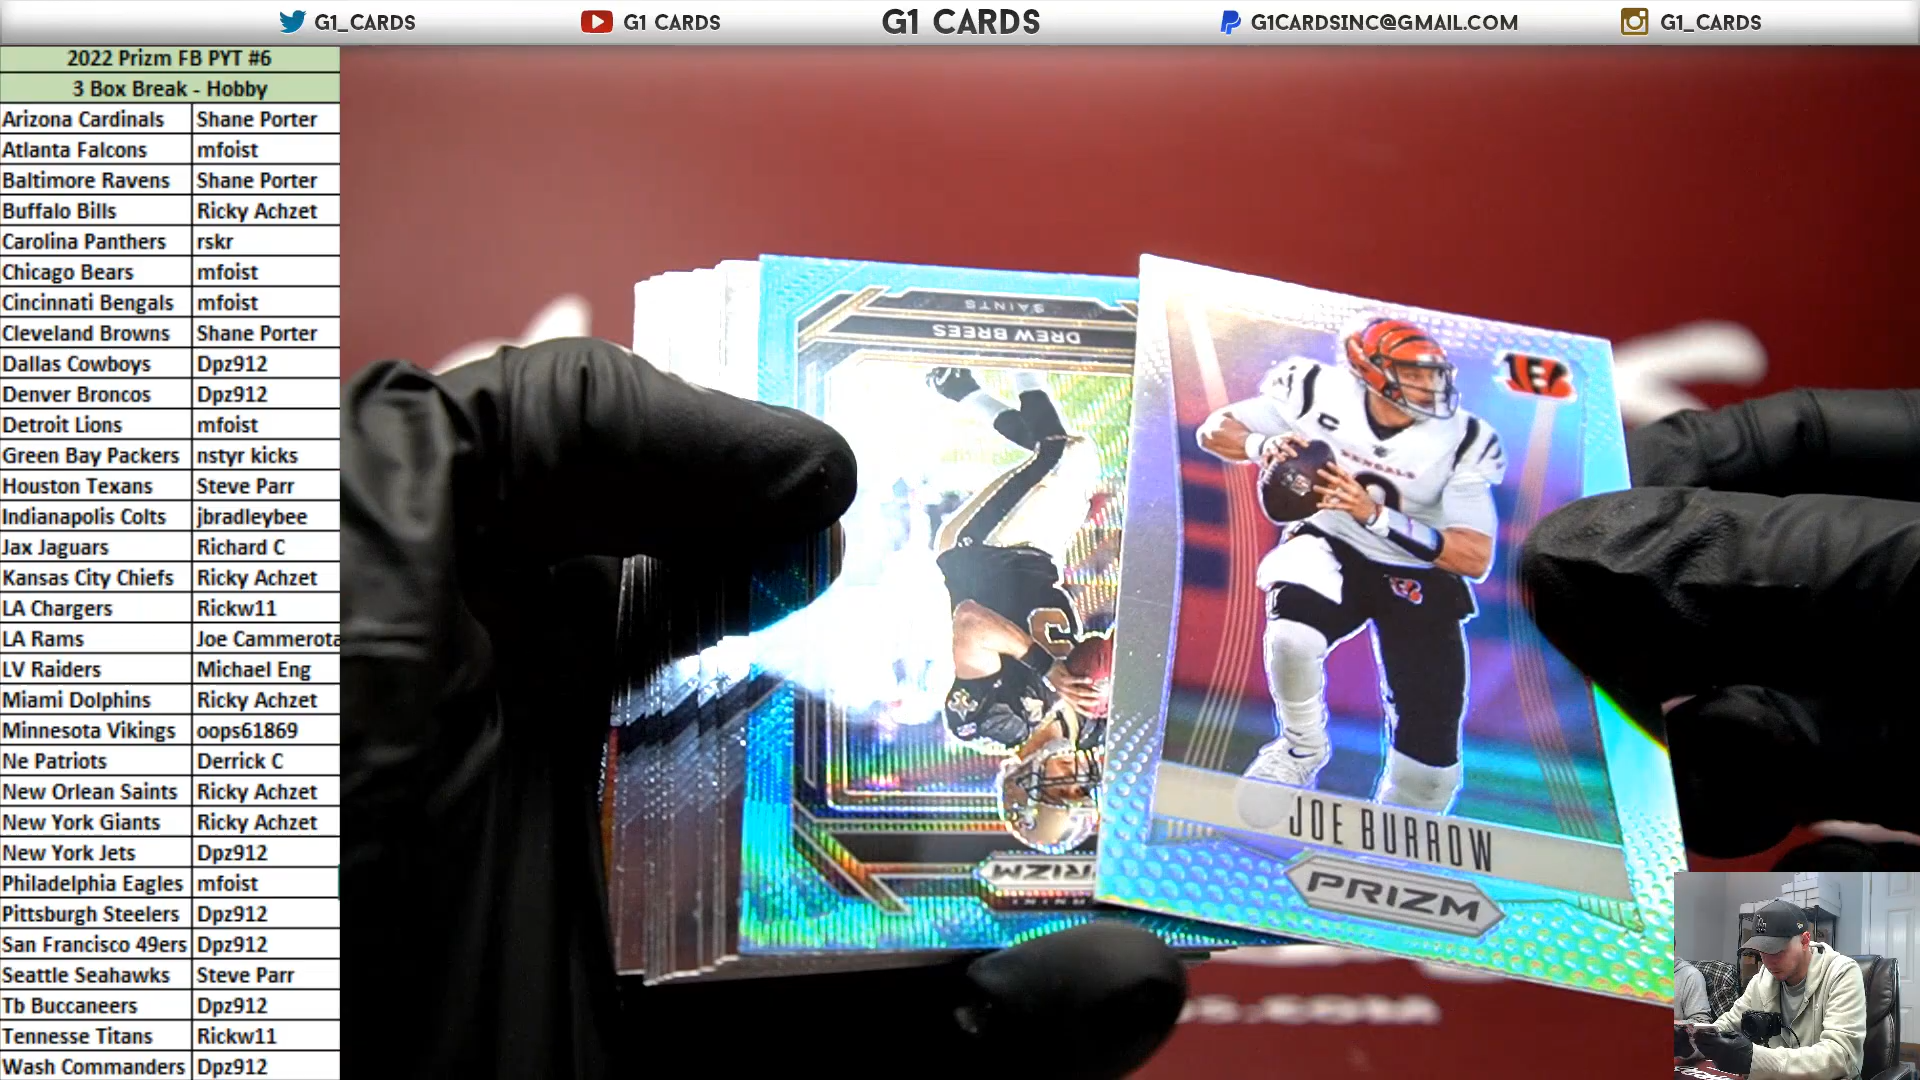 G1_CARDS G1 CARDS G1 CARDS G1CARDSINC@GMAIL.COM G1_CARDS
2022 Prizm FB PYT #6
3 Box Break - Hobby
Arizona Cardinals Shane Porter
Atlanta Falcons mfoist
Baltimore Ravens Shane Porter
Buffalo Bills Ricky Achzet
Carolina Panthers rskr
Chicago Bears mfoist
Cincinnati Bengals mfoist
Cleveland Browns Shane Porter
Dallas Cowboys Dpz912
Denver Broncos Dpz912
Detroit Lions mfoist
Green Bay Packers nstyr kicks
Houston Texans Steve Parr
Indianapolis Colts jbradleybee
Jax Jaguars Richard C
Kansas City Chiefs Ricky Achzet
LA Chargers Rickw11
LA Rams Joe Cammerota
LV Raiders Michael Eng
Miami Dolphins Ricky Achzet
Minnesota Vikings oops61869
Ne Patriots Derrick C
New Orlean Saints Ricky Achzet
New York Giants Ricky Achzet
New York Jets Dpz912
Philadelphia Eagles mfoist
Pittsburgh Steelers Dpz912
San Francisco 49ers Dpz912
Seattle Seahawks Steve Parr
Tb Buccaneers Dpz912
Tennesse Titans Rickw11
Wash Commanders Dpz912
SAINTS
DREW BREES
PRIZM
BENGALS
C
JOE BURROW
PRIZM